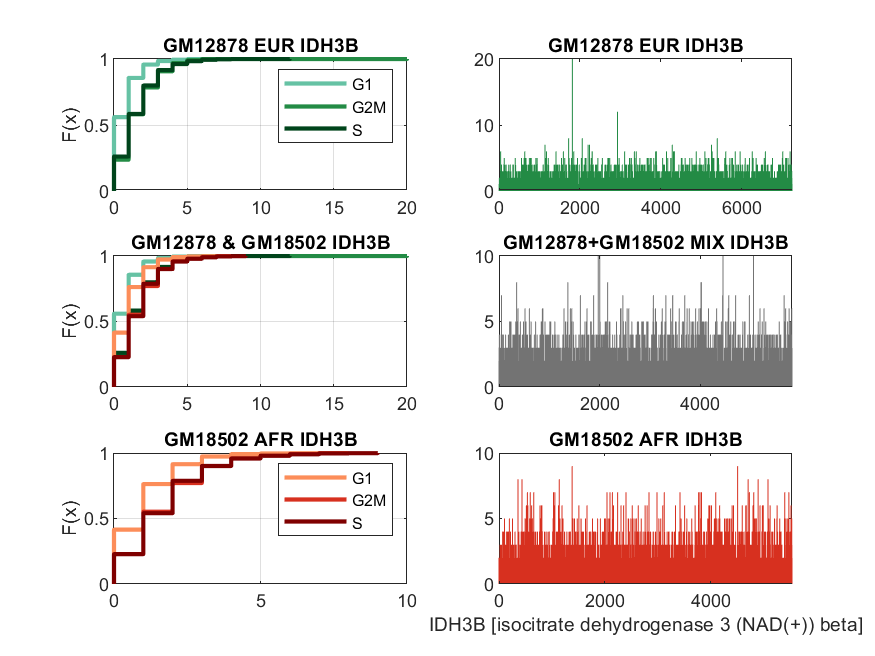 GM12878 EUR IDH3B
1
0.5
0
F(x)
0 5 10 15 20
G1
G2M
S
GM12878 EUR IDH3B
20
10
0
0 2000 4000 6000
GM12878 & GM18502 IDH3B
1
0.5
0
F(x)
0 5 10 15 20
GM12878+GM18502 MIX IDH3B
10
5
0
0 2000 4000
GM18502 AFR IDH3B
1
0.5
0
F(x)
0 5 10
G1
G2M
S
GM18502 AFR IDH3B
10
5
0
0 2000 4000
IDH3B [isocitrate dehydrogenase 3 (NAD(+)) beta]